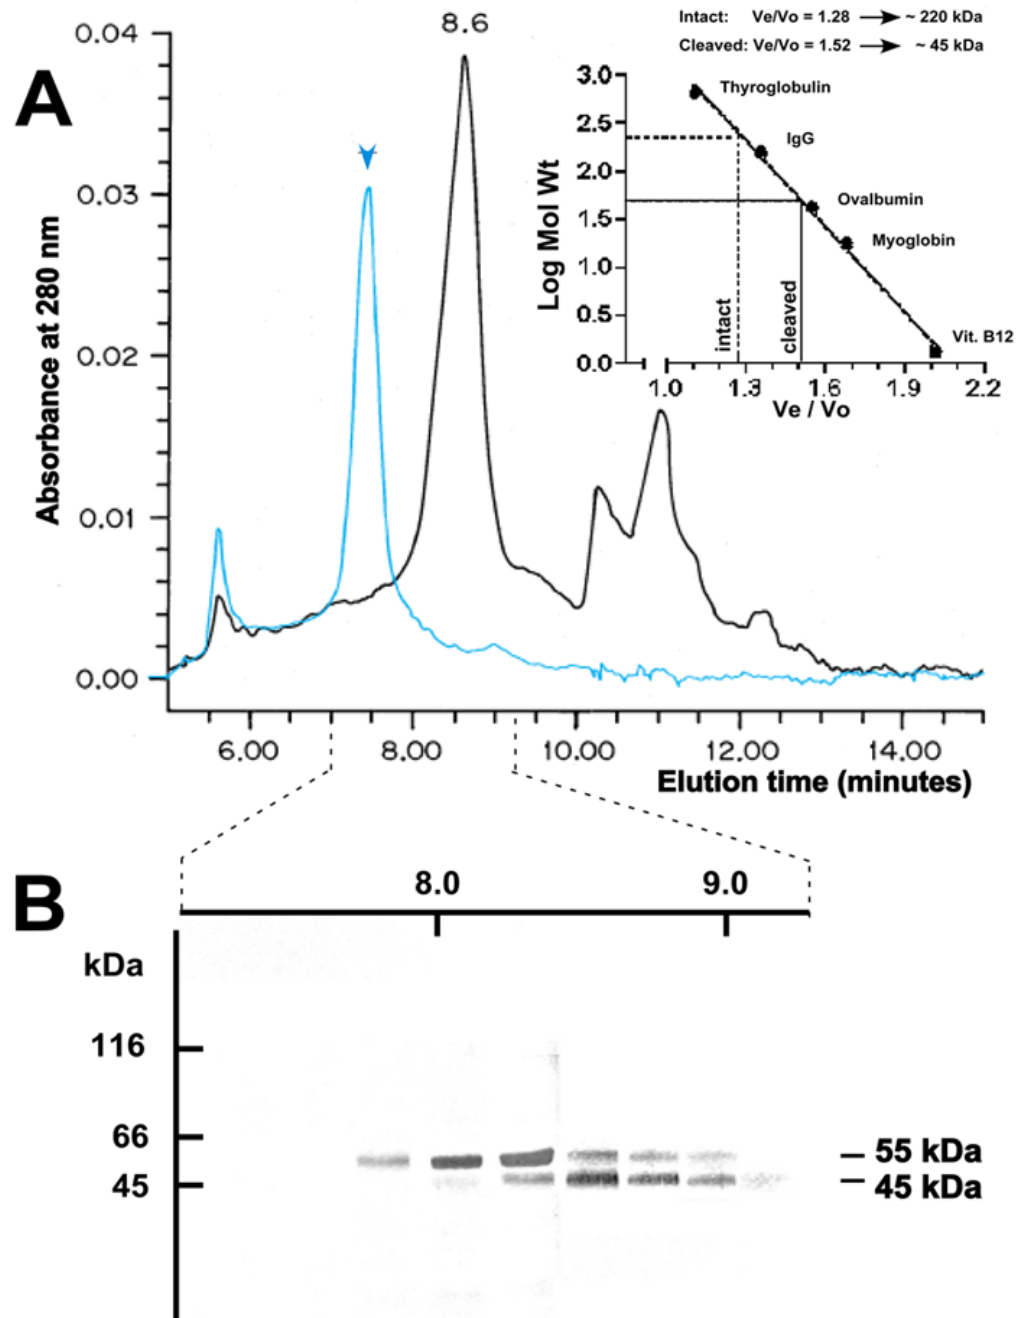 A
8.6
Intact: Ve/Vo = 1.28 ~ 220 kDa
Cleaved: Ve/Vo = 1.52 ~ 45 kDa
0.04
0.03
0.02
0.01
0.00
Absorbance at 280 nm
6.00 8.00 10.00 12.00 14.00
Elution time (minutes)
3.0
2.5
2.0
1.5
1.0
0.5
0.0
Log Mol Wt
Thyroglobulin
IgG
Ovalbumin
Myoglobin
Vit. B12
intact
cleaved
1.0 1.3 1.6 1.9 2.2
Ve / Vo
B
8.0 9.0
kDa
116
66
45
55 kDa
45 kDa